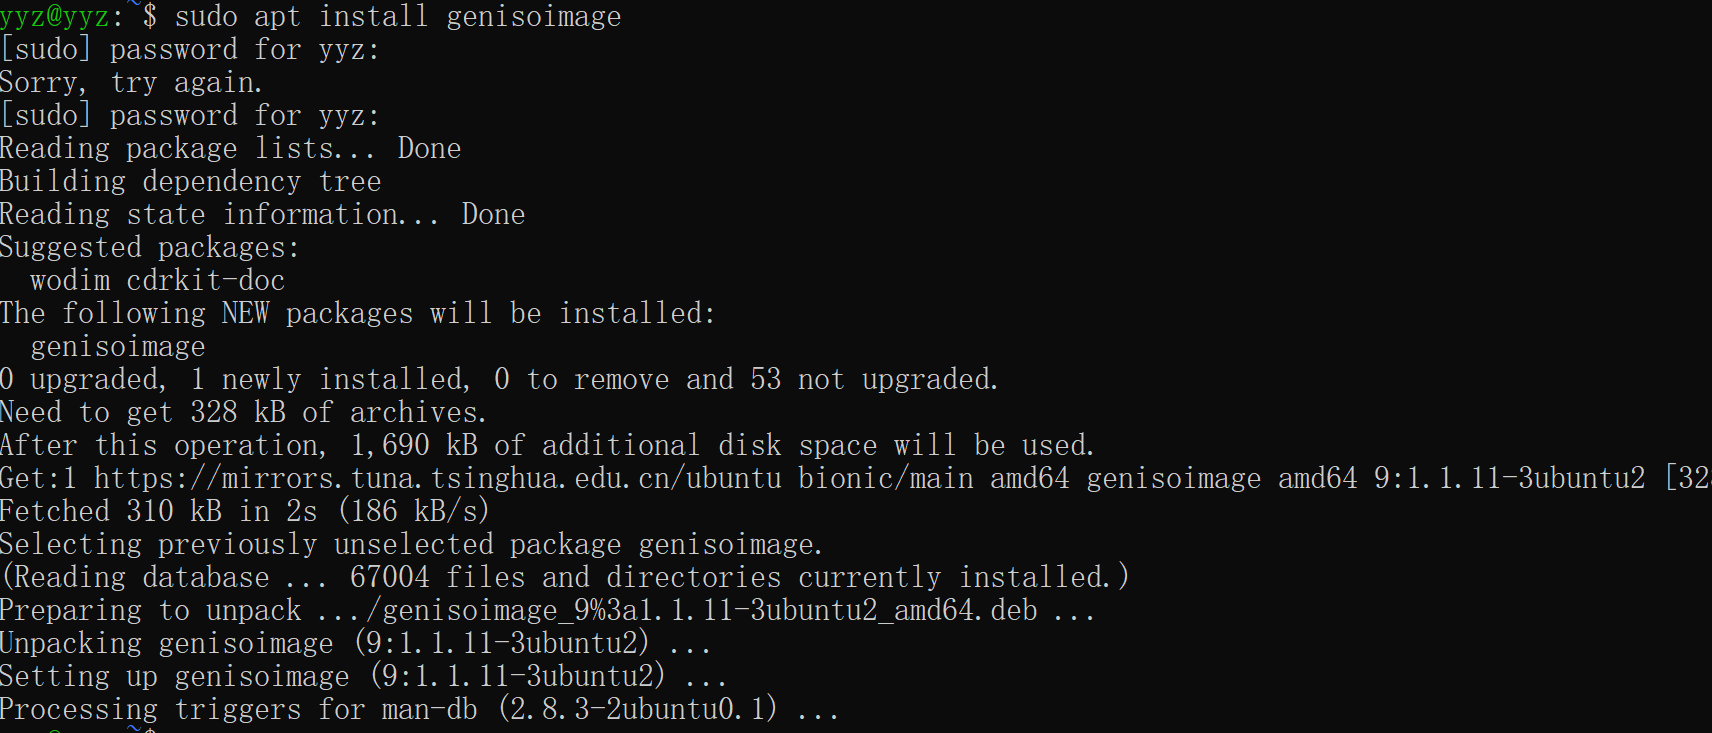 yyz@yyz:~$ sudo apt install genisoimage
[sudo] password for yyz:
Sorry, try again.
[sudo] password for yyz:
Reading package lists... Done
Building dependency tree
Reading state information... Done
Suggested packages:
  wodim cdrkit-doc
The following NEW packages will be installed:
  genisoimage
0 upgraded, 1 newly installed, 0 to remove and 53 not upgraded.
Need to get 328 kB of archives.
After this operation, 1,690 kB of additional disk space will be used.
Get:1 https://mirrors.tuna.tsinghua.edu.cn/ubuntu bionic/main amd64 genisoimage amd64 9:1.1.11-3ubuntu2 [32
Fetched 310 kB in 2s (186 kB/s)
Selecting previously unselected package genisoimage.
(Reading database ... 67004 files and directories currently installed.)
Preparing to unpack .../genisoimage_9%3a1.1.11-3ubuntu2_amd64.deb ...
Unpacking genisoimage (9:1.1.11-3ubuntu2) ...
Setting up genisoimage (9:1.1.11-3ubuntu2) ...
Processing triggers for man-db (2.8.3-2ubuntu0.1) ...